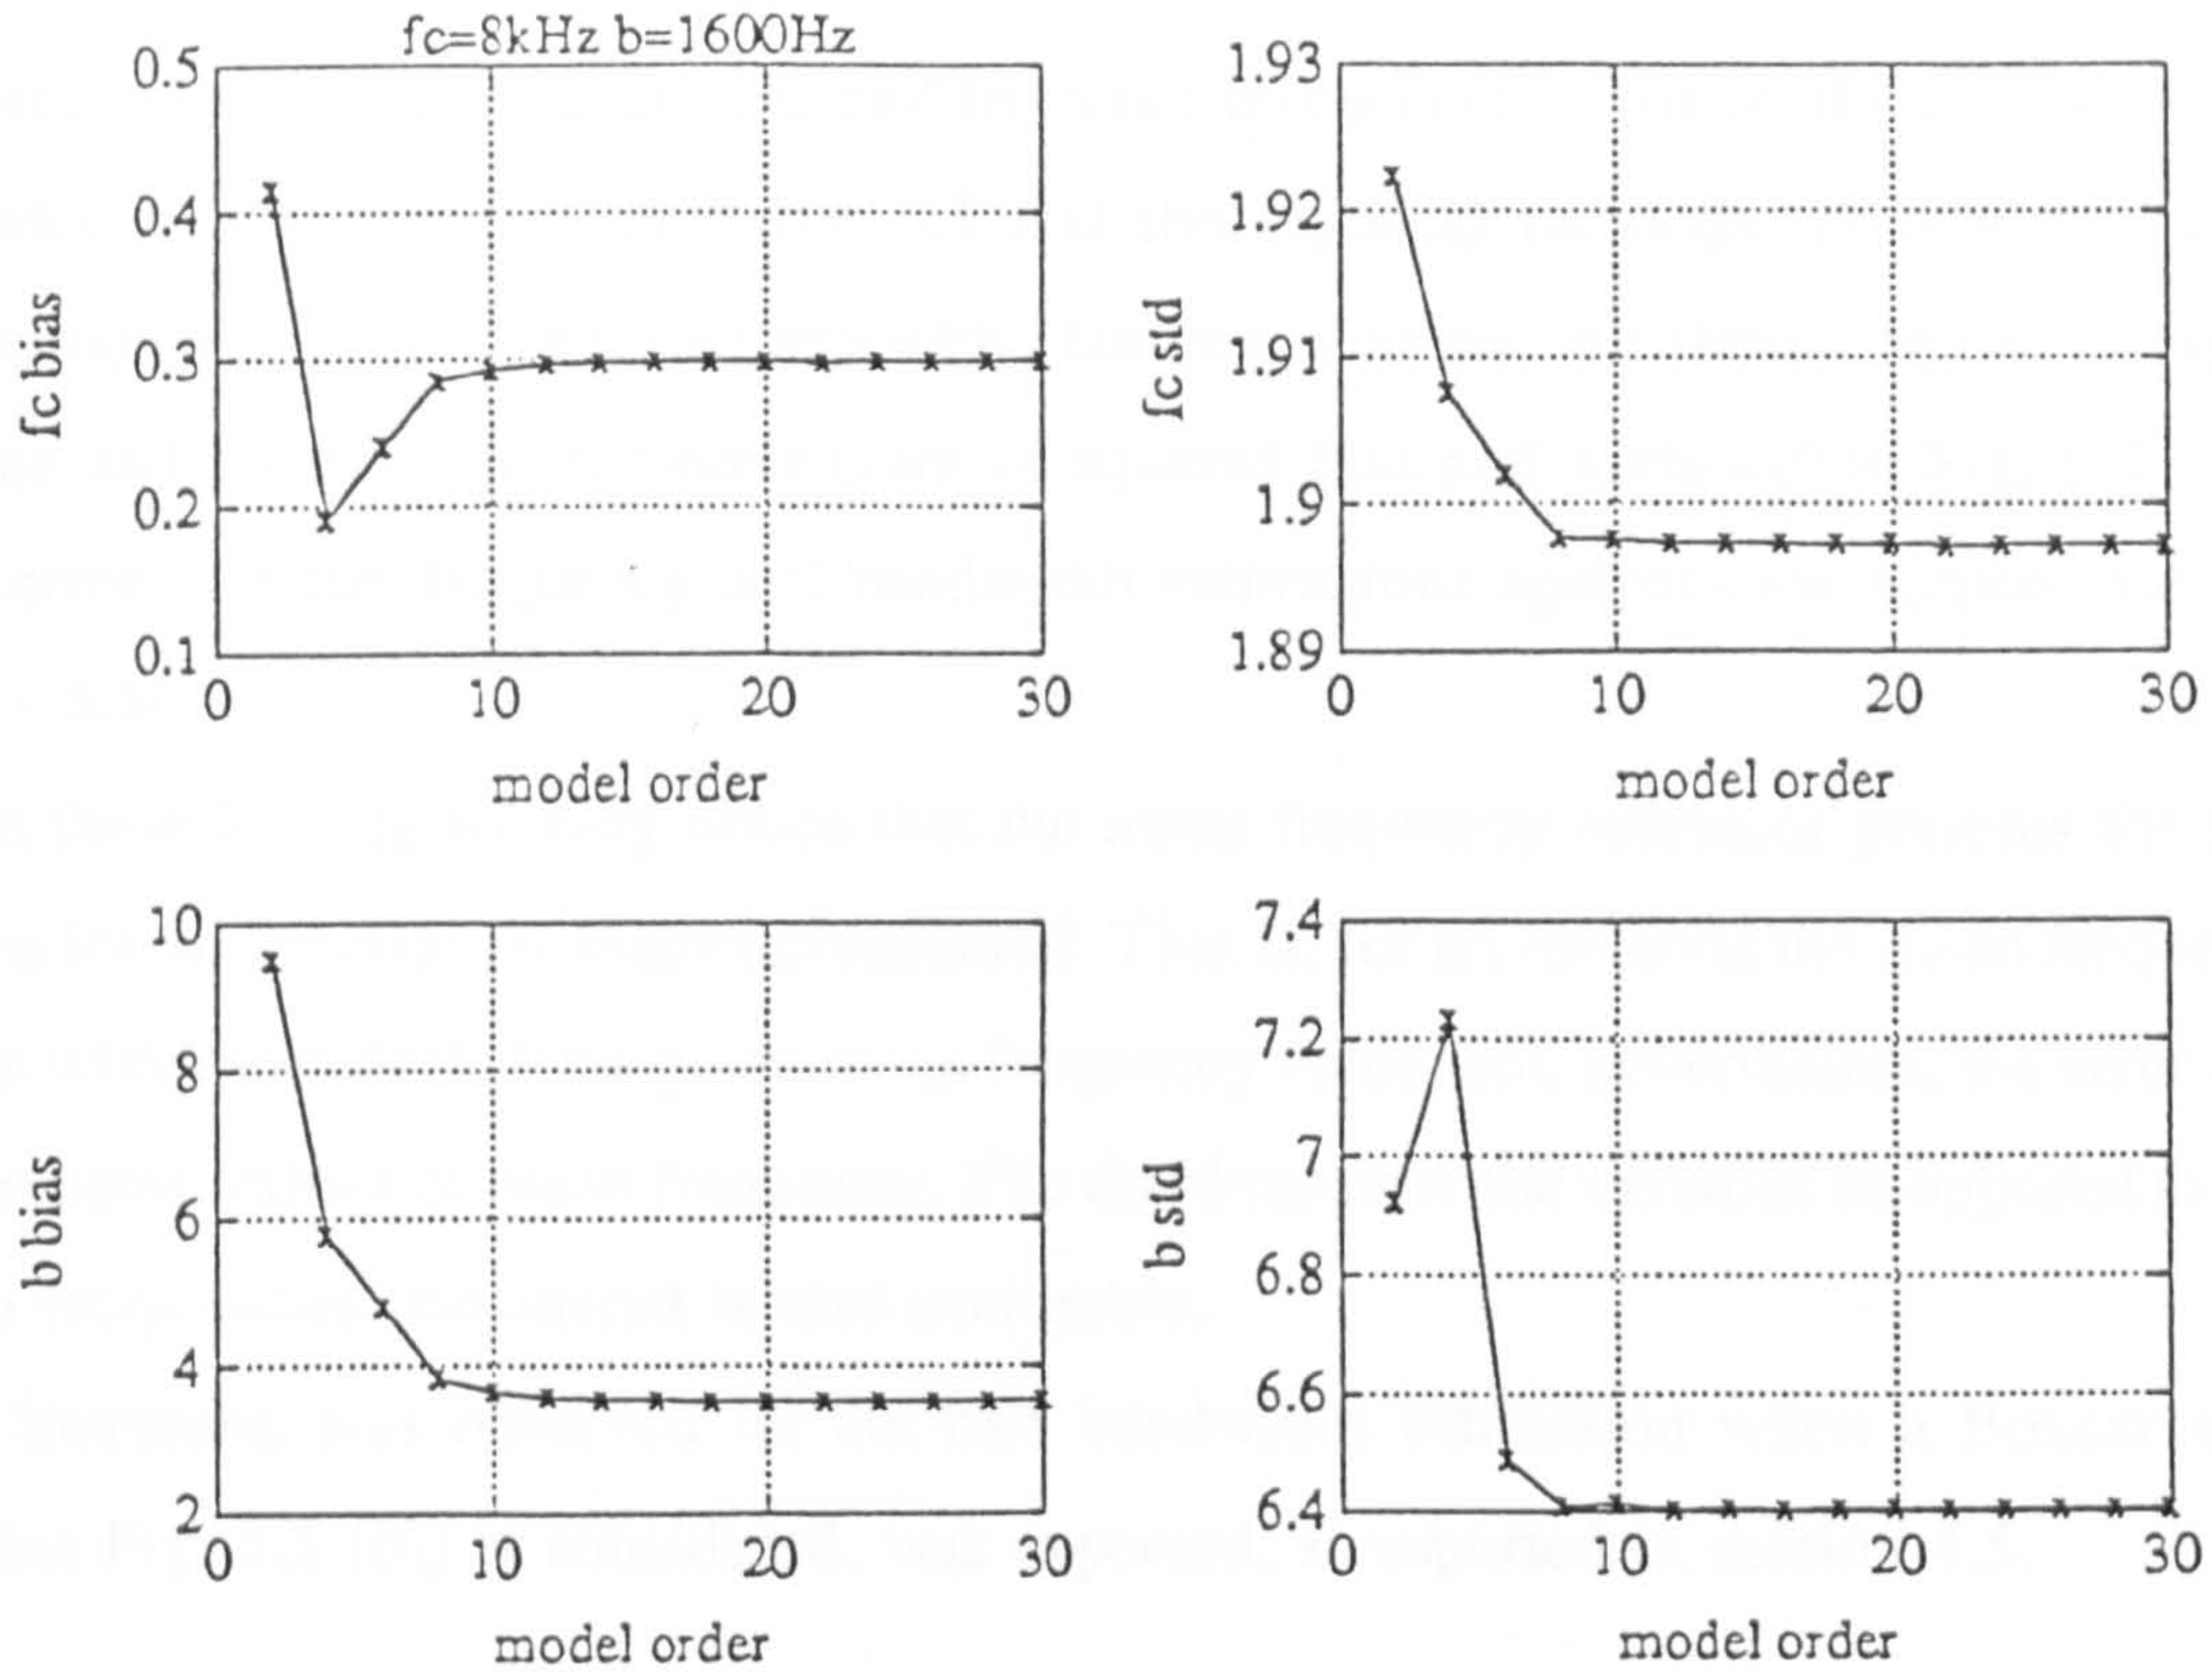 fc=8kHz b=1600Hz
0.5
0.4
0.3
0.2
0.1
fc bias
0 10 20 30
model order
1.93
1.92
1.91
1.9
1.89
fc std
0 10 20 30
model order
10
8
6
4
2
b bias
0 10 20 30
model order
7.4
7.2
7
6.8
6.6
6.4
b std
0 10 20 30
model order